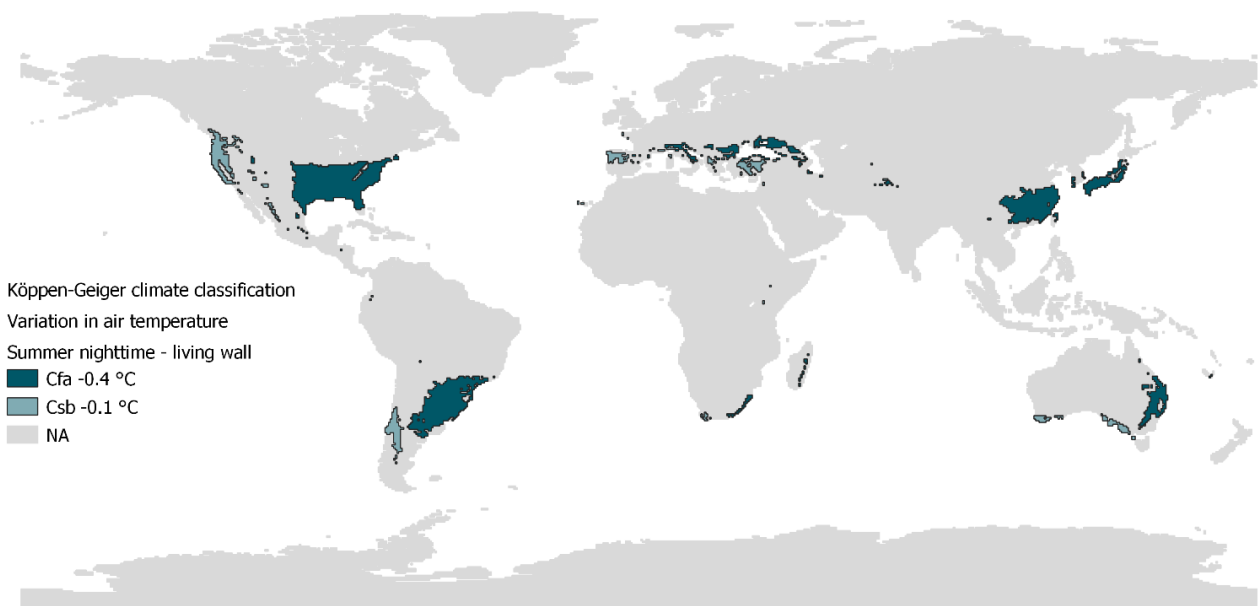 Köppen-Geiger climate classification
Variation in air temperature
Summer nighttime - living wall
Cfa -0.4 °C
Csb -0.1 °C
NA